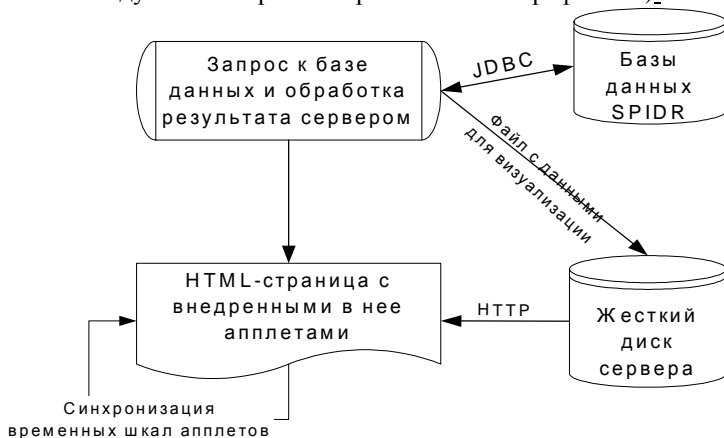 Запрос к базе
данных и обработка
результата сервером
JDBC
Базы
данных
SPIDR
Файл с данными
для визуализации
HTML-страница с
внедренными в нее
апплетами
HTTP
Жесткий
диск
сервера
Синхронизация
временных шкал апплетов